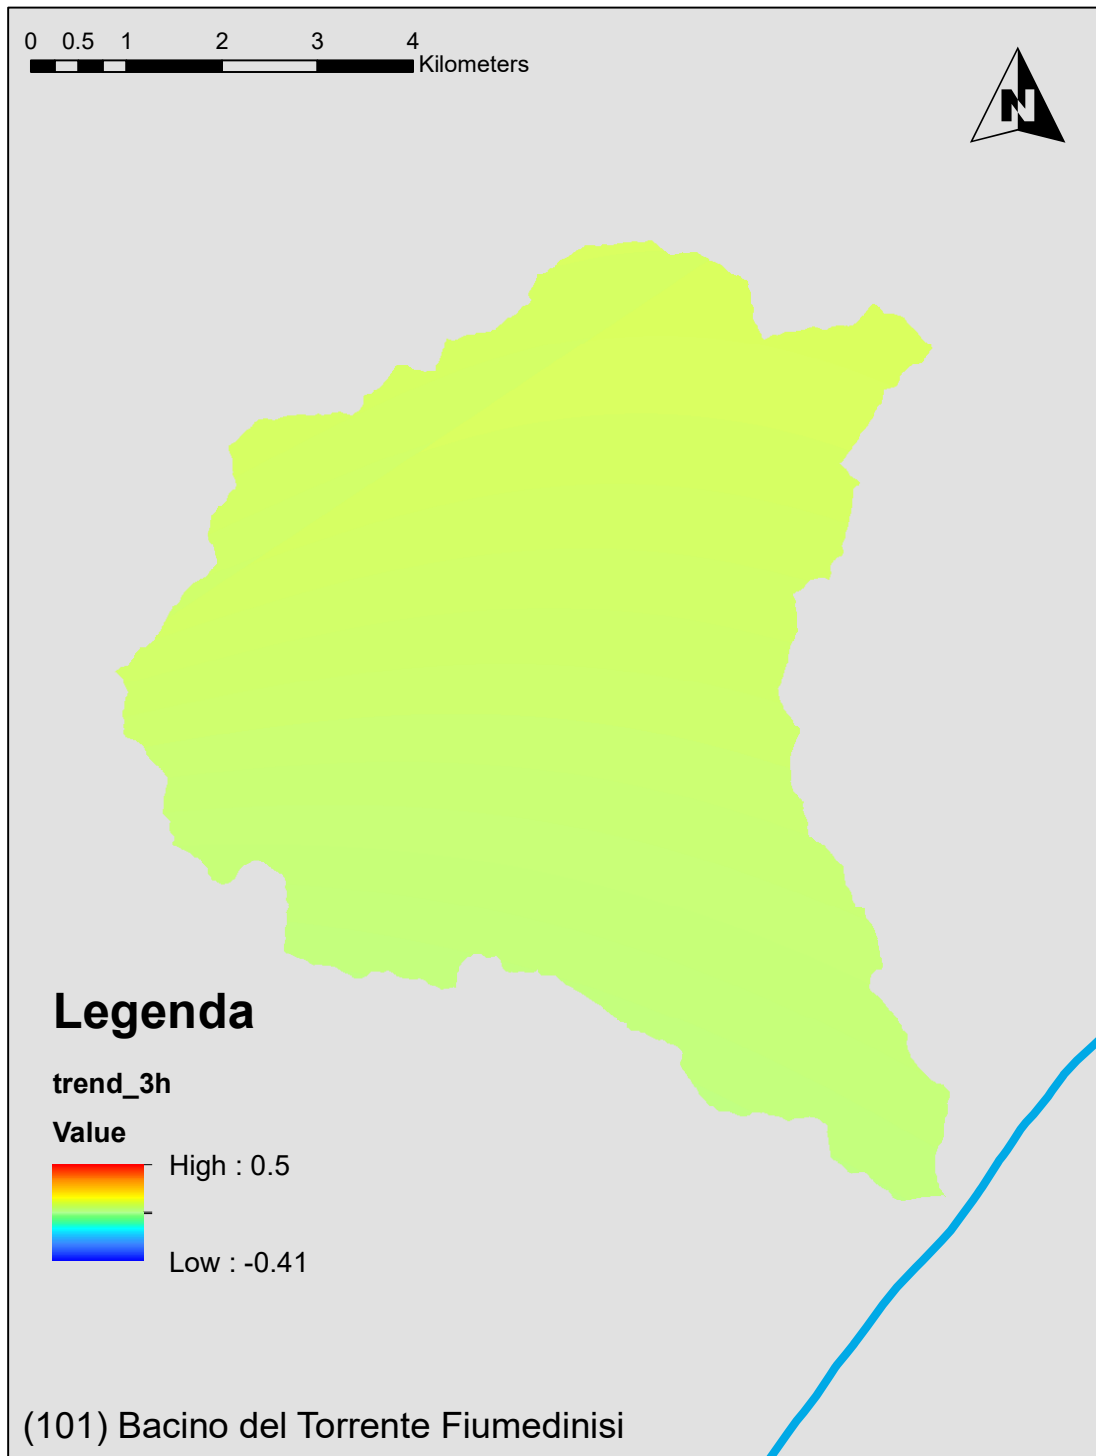 0 0.5 1 2 3 4
Kilometers
N
Legenda
trend_3h
Value
High : 0.5
Low : -0.41
(101) Bacino del Torrente Fiumedinisi